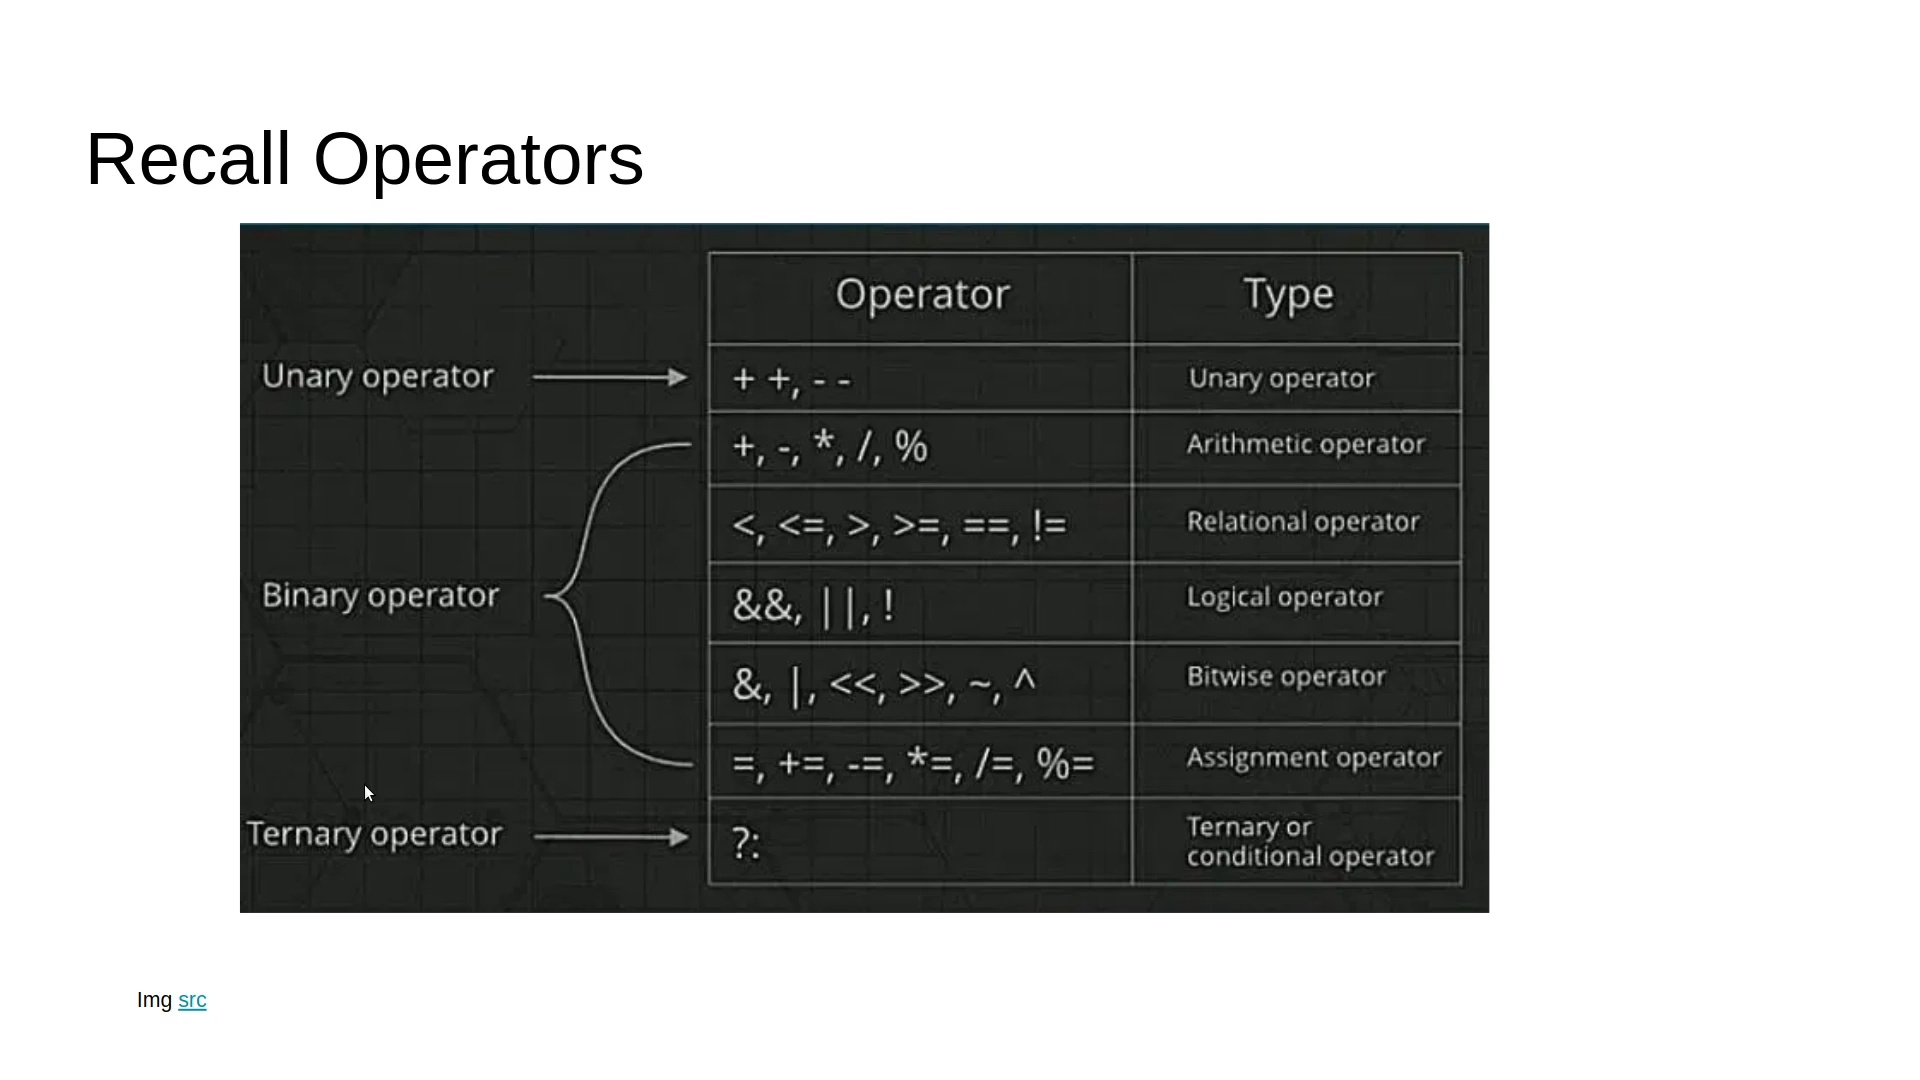 Recall Operators
Operator Type
Unary operator + +, - - Unary operator
+, -, *, /, % Arithmetic operator
<, <=, >, >=, ==, != Relational operator
Binary operator &&, ||, ! Logical operator
&, |, <<, >>, ~, ^ Bitwise operator
=, +=, -=, *=, /=, %= Assignment operator
Ternary operator ?: Ternary or
conditional operator
Img src